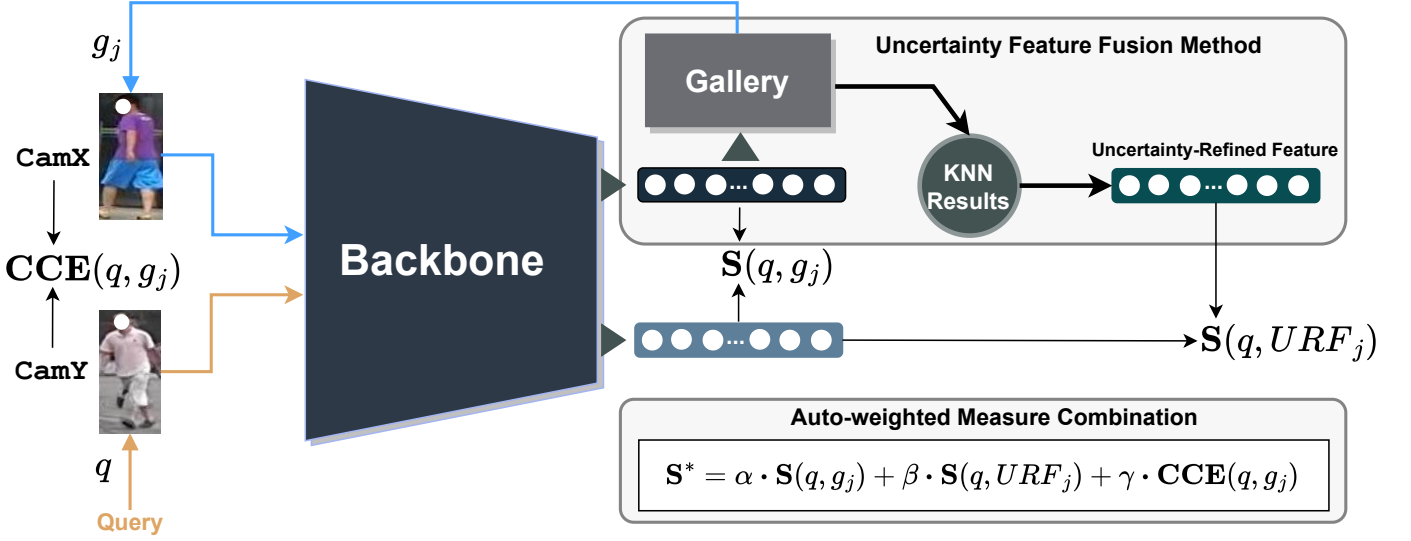 g_j
Uncertainty Feature Fusion Method
Gallery
CamX
Uncertainty-Refined Feature
KNN
Results
...
...
Backbone
CCE(q, g_j)
S(q, g_j)
...
S(q, URF_j)
CamY
Auto-weighted Measure Combination
q
S* = α · S(q, g_j) + β · S(q, URF_j) + γ · CCE(q, g_j)
Query